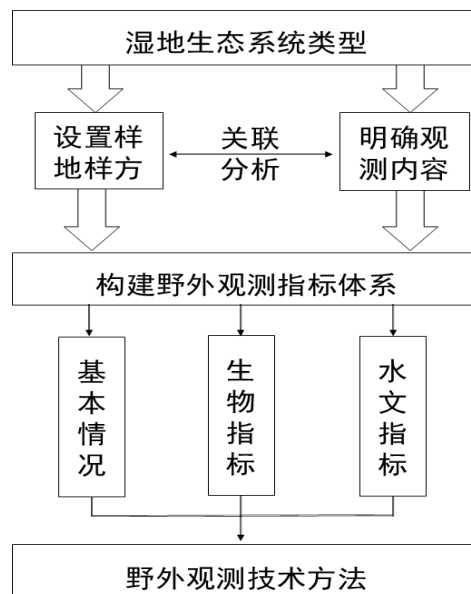 湿地生态系统类型
设置样
地样方
关联
分析
明确观
测内容
构建野外观测指标体系
基本情况
生物指标
水文指标
野外观测技术方法